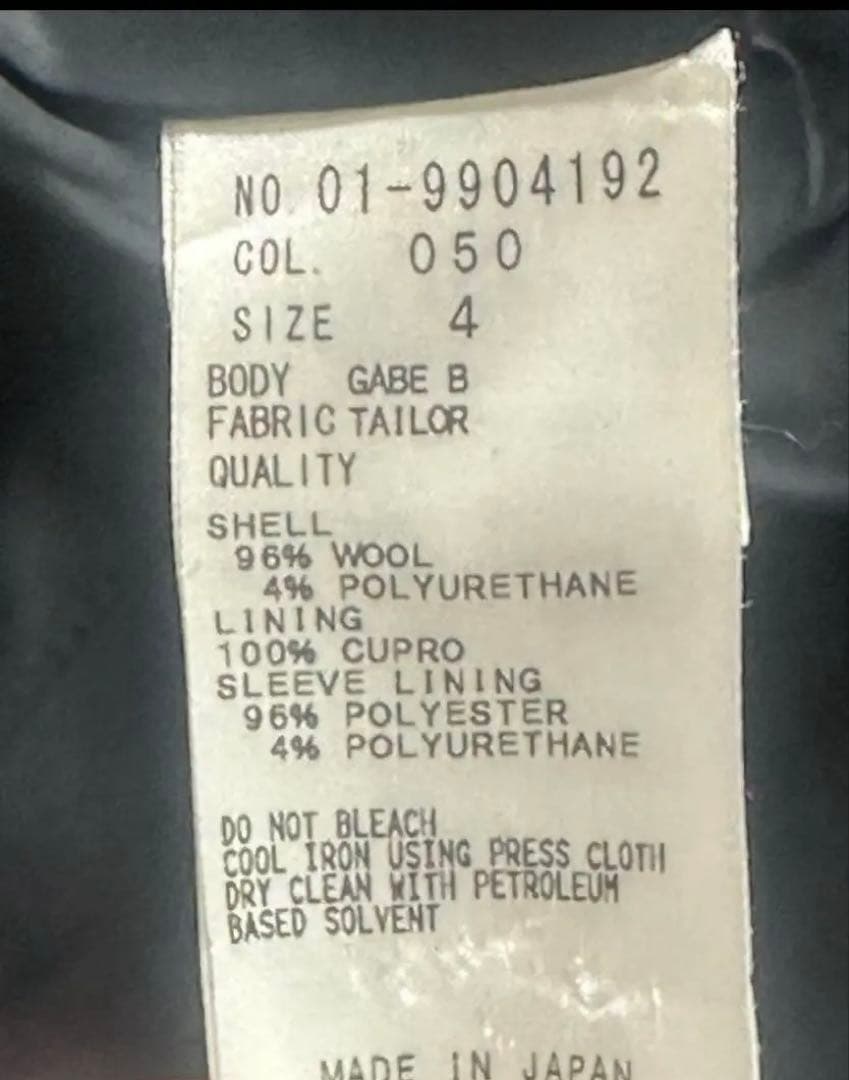 NO. 01-9904192
COL. 050
SIZE 4
BODY GABE B
FABRIC TAILOR
QUALITY
SHELL
96% WOOL
4% POLYURETHANE
LINING
100% CUPRO
SLEEVE LINING
96% POLYESTER
4% POLYURETHANE
DO NOT BLEACH
COOL IRON USING PRESS CLOTH
DRY CLEAN WITH PETROLEUM
BASED SOLVENT
MADE IN JAPAN